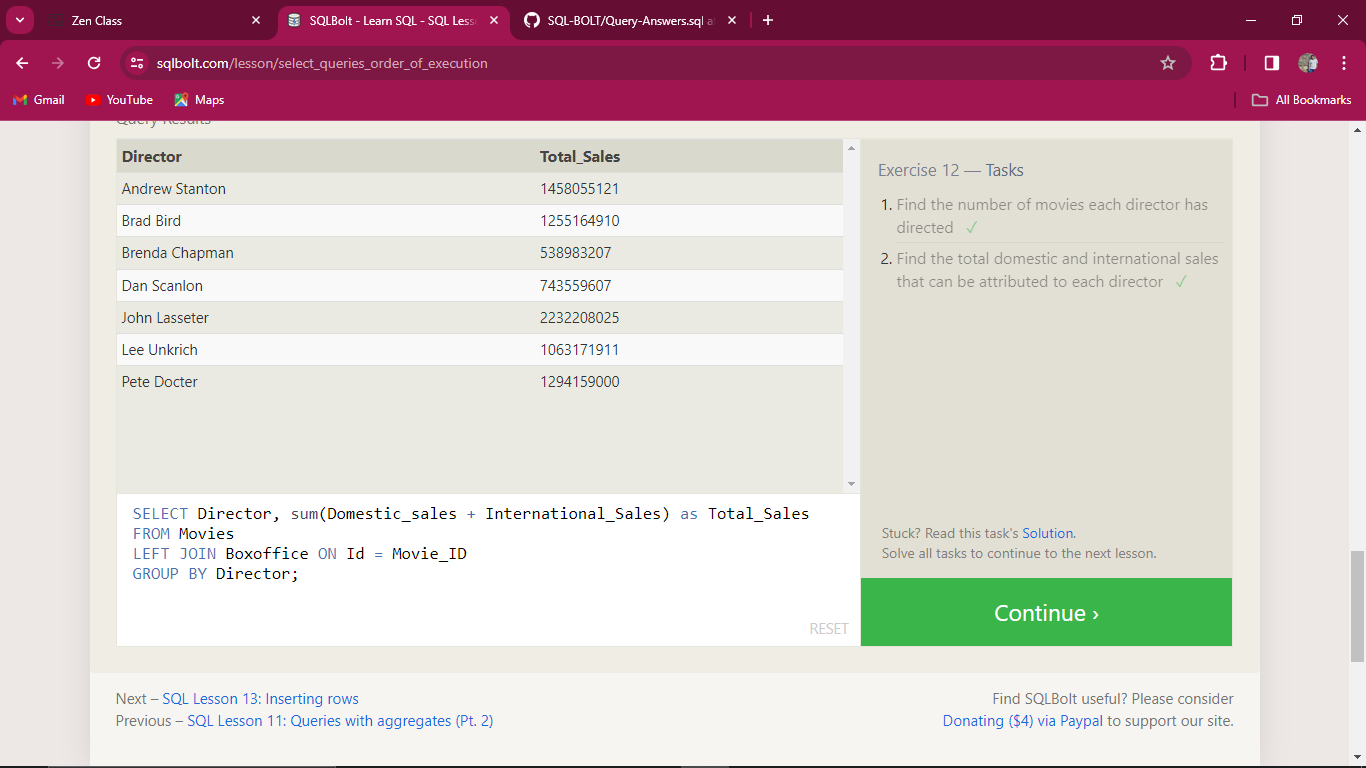 Zen Class
SQLBolt - Learn SQL - SQL Less
SQL-BOLT/Query-Answers.sql a
sqlbolt.com/lesson/select_queries_order_of_execution
Gmail
YouTube
Maps
All Bookmarks
Query Results
Director Total_Sales
Andrew Stanton 1458055121
Brad Bird 1255164910
Brenda Chapman 538983207
Dan Scanlon 743559607
John Lasseter 2232208025
Lee Unkrich 1063171911
Pete Docter 1294159000
SELECT Director, sum(Domestic_sales + International_Sales) as Total_Sales
FROM Movies
LEFT JOIN Boxoffice ON Id = Movie_ID
GROUP BY Director;
RESET
Exercise 12 — Tasks
1. Find the number of movies each director has
directed ✓
2. Find the total domestic and international sales
that can be attributed to each director ✓
Stuck? Read this task's Solution.
Solve all tasks to continue to the next lesson.
Continue ›
Next – SQL Lesson 13: Inserting rows
Previous – SQL Lesson 11: Queries with aggregates (Pt. 2)
Find SQLBolt useful? Please consider
Donating ($4) via Paypal to support our site.